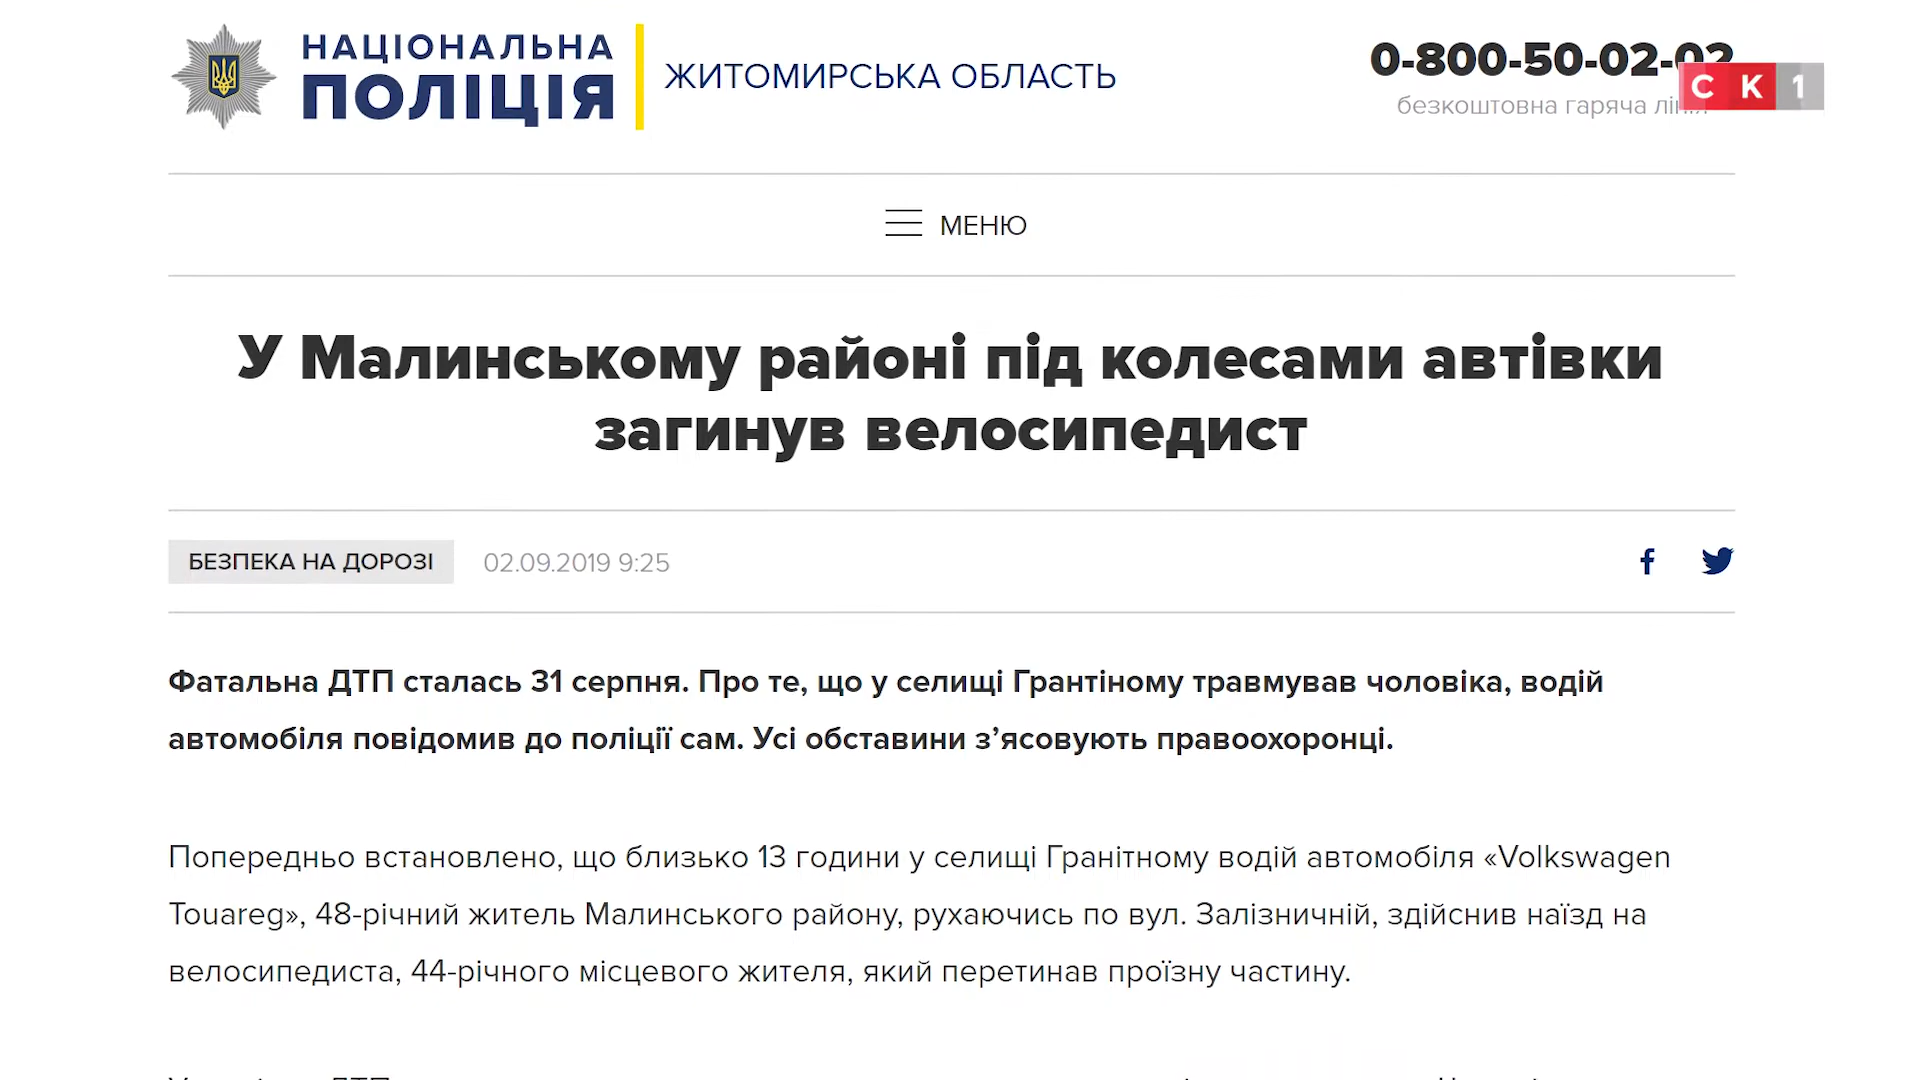 НАЦІОНАЛЬНА
ПОЛІЦІЯ
ЖИТОМИРСЬКА ОБЛАСТЬ
0-800-50-02-02
безкоштовна гаряча лінія
СК1
МЕНЮ
У Малинському районі під колесами автівки
загинув велосипедист
БЕЗПЕКА НА ДОРОЗІ 02.09.2019 9:25
Фатальна ДТП сталась 31 серпня. Про те, що у селищі Грантіному травмував чоловіка, водій
автомобіля повідомив до поліції сам. Усі обставини з’ясовують правоохоронці.
Попередньо встановлено, що близько 13 години у селищі Гранітному водій автомобіля «Volkswagen
Touareg», 48-річний житель Малинського району, рухаючись по вул. Залізничній, здійснив наїзд на
велосипедиста, 44-річного місцевого жителя, який перетинав проїзну частину.